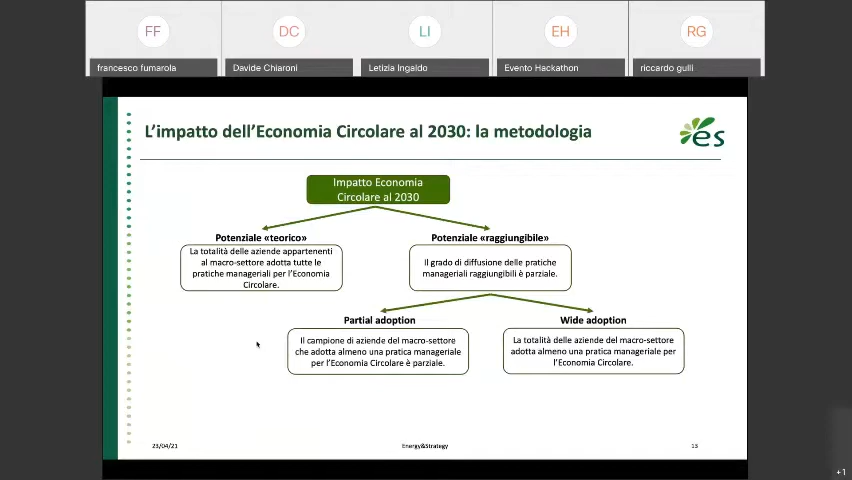 FF
DC
LI
EH
RG
francesco fumarola
Davide Chiaroni
Letizia Ingaldo
Evento Hackathon
riccardo gulli
L'impatto dell'Economia Circolare al 2030: la metodologia
es
Impatto Economia
Circolare al 2030
Potenziale «teorico»
La totalità delle aziende appartenenti
al macro-settore adotta tutte le
pratiche manageriali per l'Economia
Circolare.
Potenziale «raggiungibile»
Il grado di diffusione delle pratiche
manageriali raggiungibili è parziale.
Partial adoption
Il campione di aziende del macro-settore
che adotta almeno una pratica manageriale
per l'Economia Circolare è parziale.
Wide adoption
La totalità delle aziende del macro-settore
adotta almeno una pratica manageriale per
l'Economia Circolare.
23/04/21
Energy&Strategy
13
+1